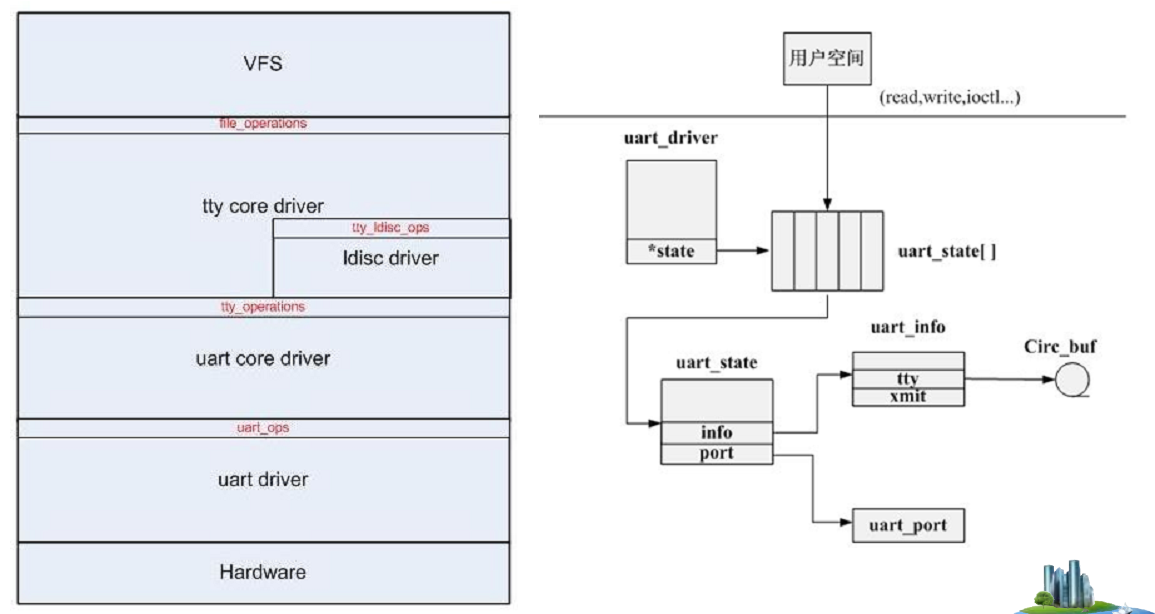 VFS
file_operations
tty core driver
tty_ldisc_ops
ldisc driver
tty_operations
uart core driver
uart_ops
uart driver
Hardware
用户空间
(read,write,ioctl...)
uart_driver
*state
uart_state[ ]
uart_info
Circ_buf
uart_state
tty
xmit
info
port
uart_port